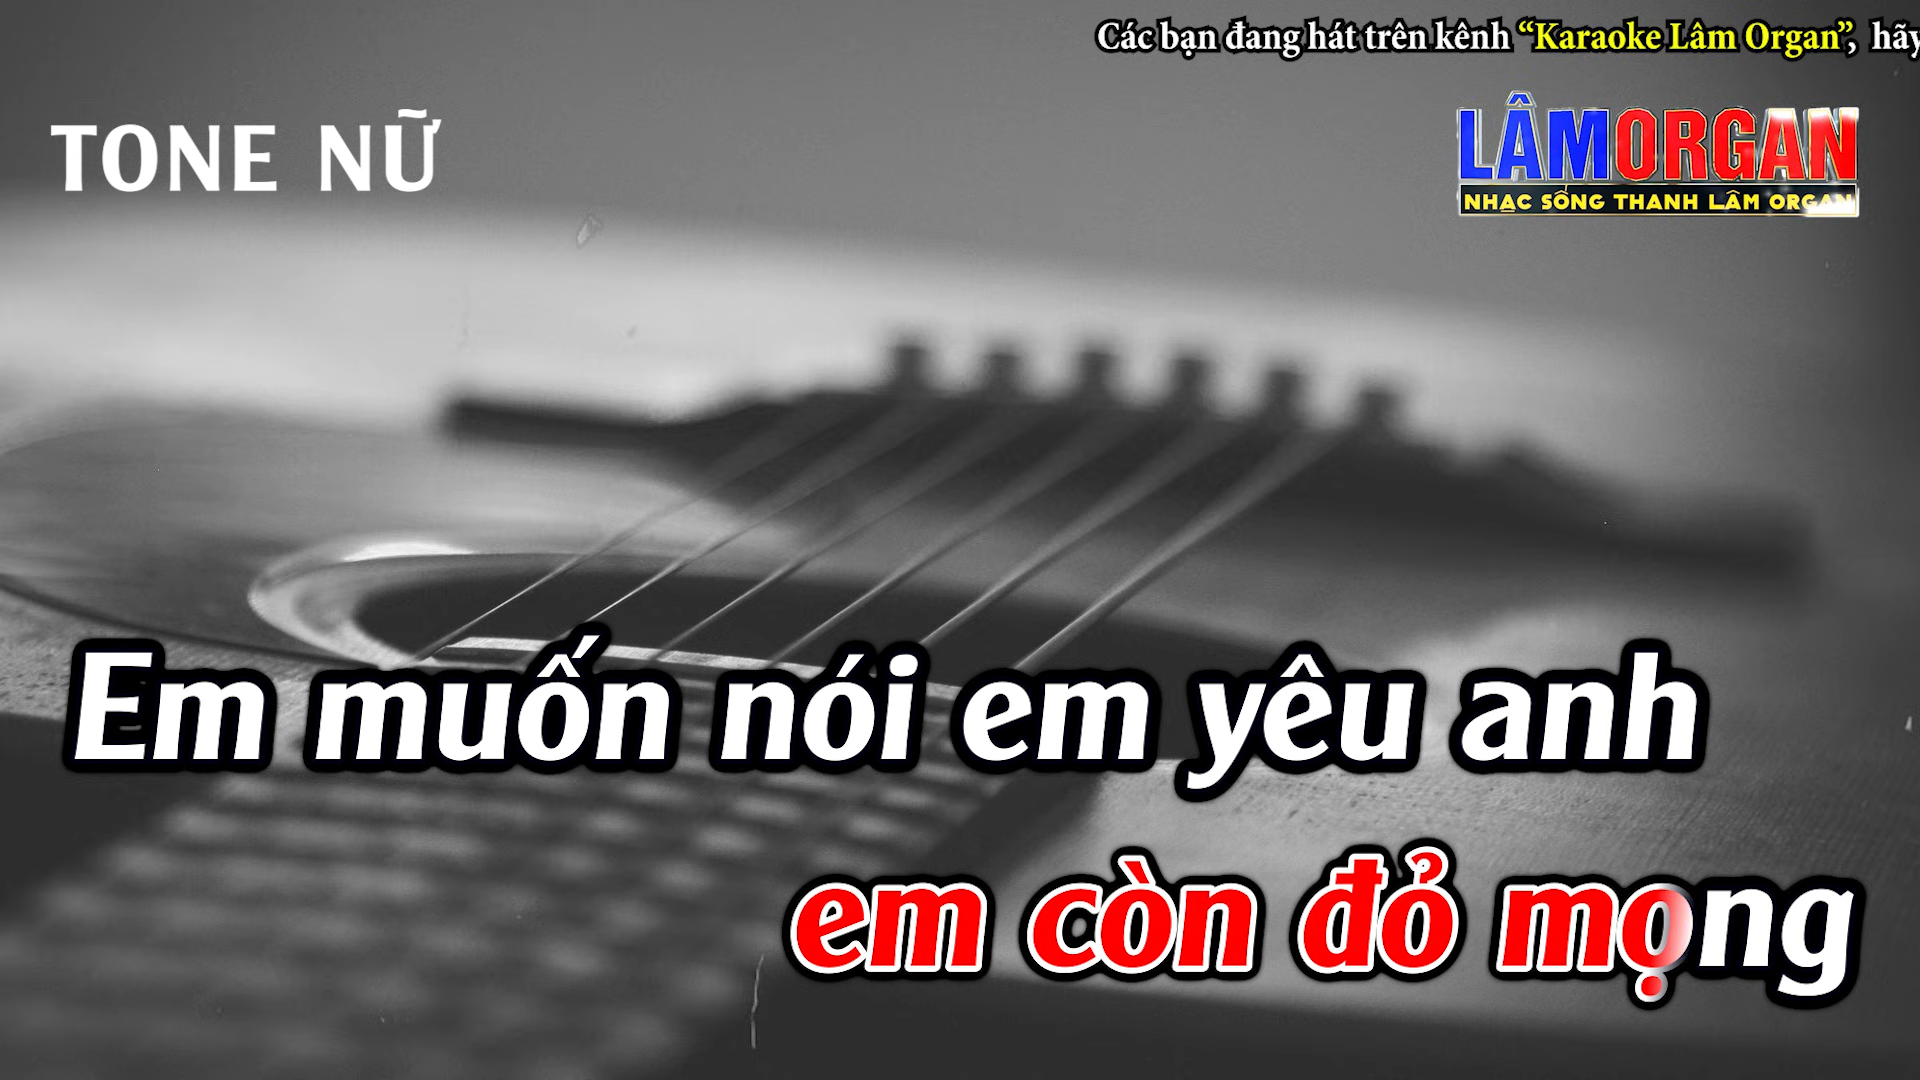 Các bạn đang hát trên kênh “Karaoke Lâm Organ”, hãy
TONE NỮ
LÂMORGAN
NHẠC SỐNG THANH LÂM ORGAN
Em muốn nói em yêu anh
em còn đỏ mọng